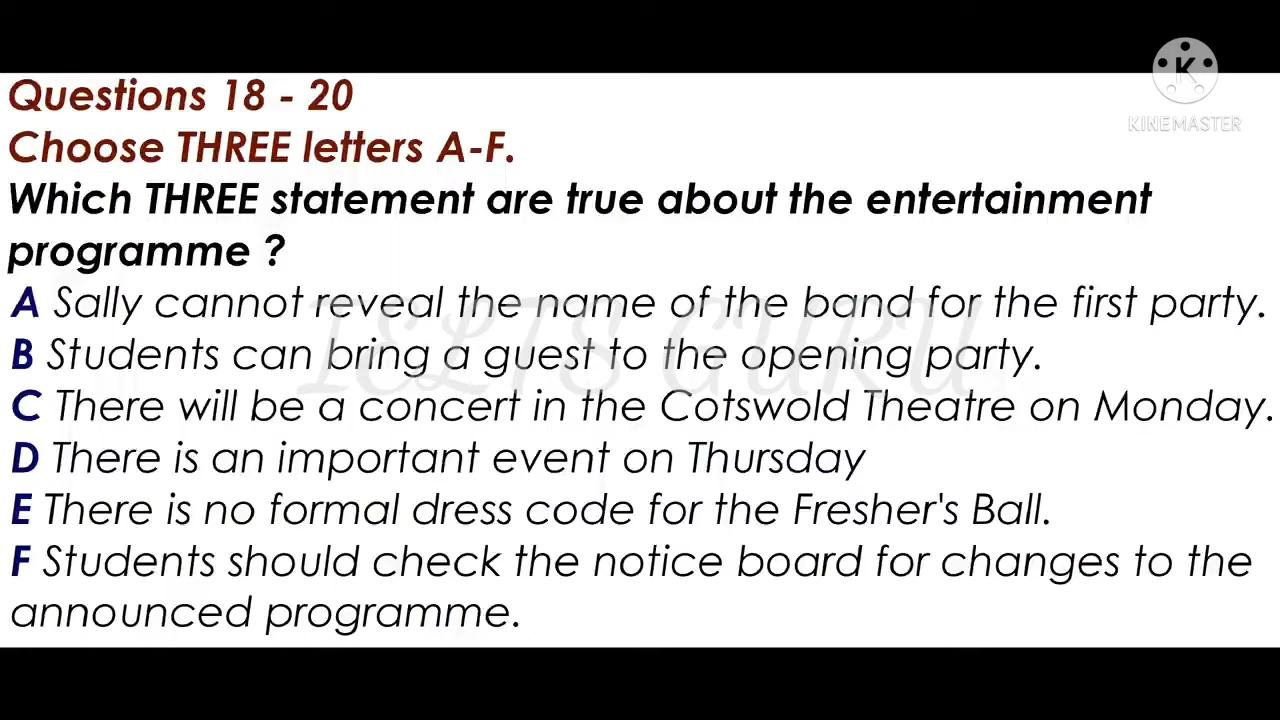 Questions 18 - 20
Choose THREE letters A-F.
Which THREE statement are true about the entertainment
programme ?
A Sally cannot reveal the name of the band for the first party.
B Students can bring a guest to the opening party.
C There will be a concert in the Cotswold Theatre on Monday.
D There is an important event on Thursday
E There is no formal dress code for the Fresher's Ball.
F Students should check the notice board for changes to the
announced programme.
IELTS GURU
K
KINEMASTER